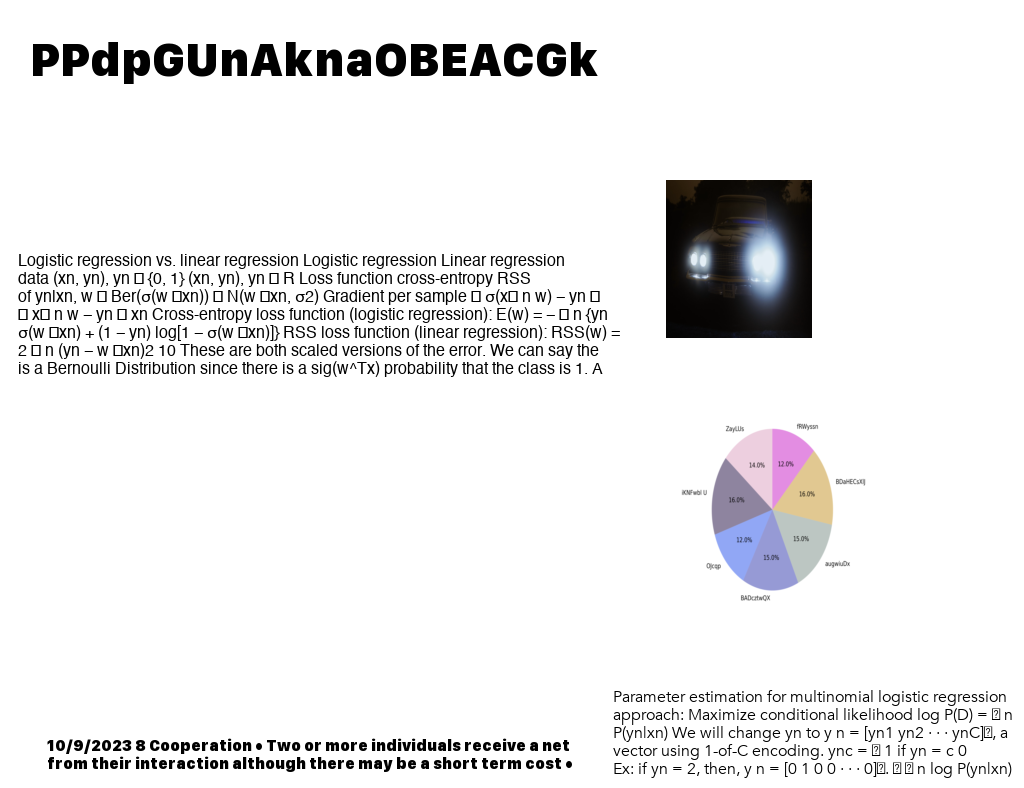 PPdpGUnAknaOBEACGk
Logistic regression vs. linear regression Logistic regression Linear regression
data (xn, yn), yn □ {0, 1} (xn, yn), yn □ R Loss function cross-entropy RSS
of yn|xn, w □ Ber(σ(w □xn)) □ N(w □xn, σ2) Gradient per sample □ σ(x□ n w) − yn □
□ x□ n w − yn □ xn Cross-entropy loss function (logistic regression): E(w) = − □ n {yn
σ(w □xn) + (1 − yn) log[1 − σ(w □xn)]} RSS loss function (linear regression): RSS(w) =
2 □ n (yn − w □xn)2 10 These are both scaled versions of the error. We can say the
is a Bernoulli Distribution since there is a sig(w^Tx) probability that the class is 1. A
ZayLUs
fRWyssn
14.0%
12.0%
BDaHECsXIJ
iKNFwbI U
16.0%
16.0%
12.0%
15.0%
15.0%
OJcqp
augwiuDx
BADcztwQX
Parameter estimation for multinomial logistic regression
approach: Maximize conditional likelihood log P(D) = □ n
P(yn|xn) We will change yn to y n = [yn1 yn2 · · · ynC]□, a
vector using 1-of-C encoding. ync = □ 1 if yn = c 0
Ex: if yn = 2, then, y n = [0 1 0 0 · · · 0]□. □ □ n log P(yn|xn)
10/9/2023 8 Cooperation • Two or more individuals receive a net
from their interaction although there may be a short term cost •